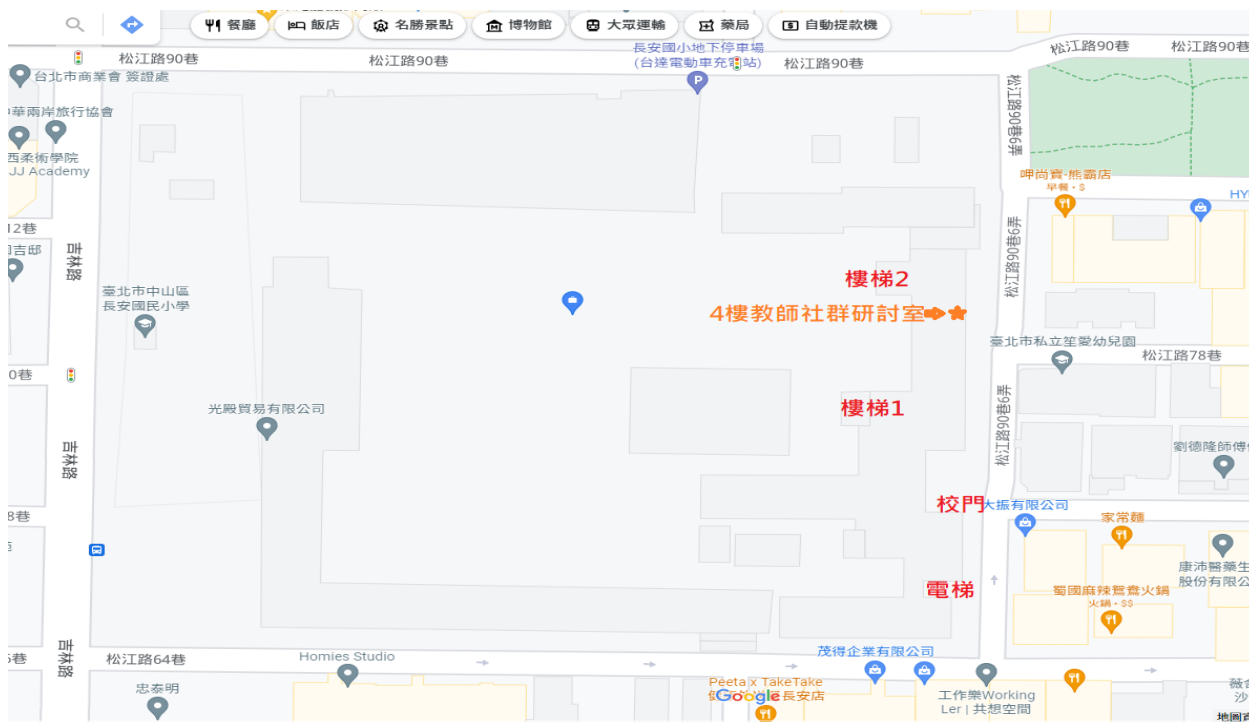 餐廳
飯店
名勝景點
博物館
大眾運輸
藥局
自動提款機
松江路90巷
松江路90巷
長安國小地下停車場
(台達電動車充電站)
松江路90巷
松江路90巷
松江路90巷
台北市商業會 簽證處
中華兩岸旅行協會
西柔術學院
JJ Academy
松江路90巷6弄
呷尚寶-熊霸店
早餐・$
HY
12巷
吉邸
吉林路
松江路90巷6弄
樓梯2
臺北市中山區
長安國民小學
4樓教師社群研討室
臺北市私立笙愛幼兒園
松江路78巷
0巷
光殿貿易有限公司
樓梯1
松江路90巷6弄
吉林路
劉德隆師傅
校門
大振有限公司
8巷
家常麵
康沛醫藥生
股份有限公
電梯
蜀國麻辣鴛鴦火鍋
火鍋・$$
吉林路
5巷
松江路64巷
Homies Studio
茂得企業有限公司
忠泰明
Peeta x TakeTake
長安店
Google
工作樂Working
Ler | 共想空間
薇
沙
地圖資